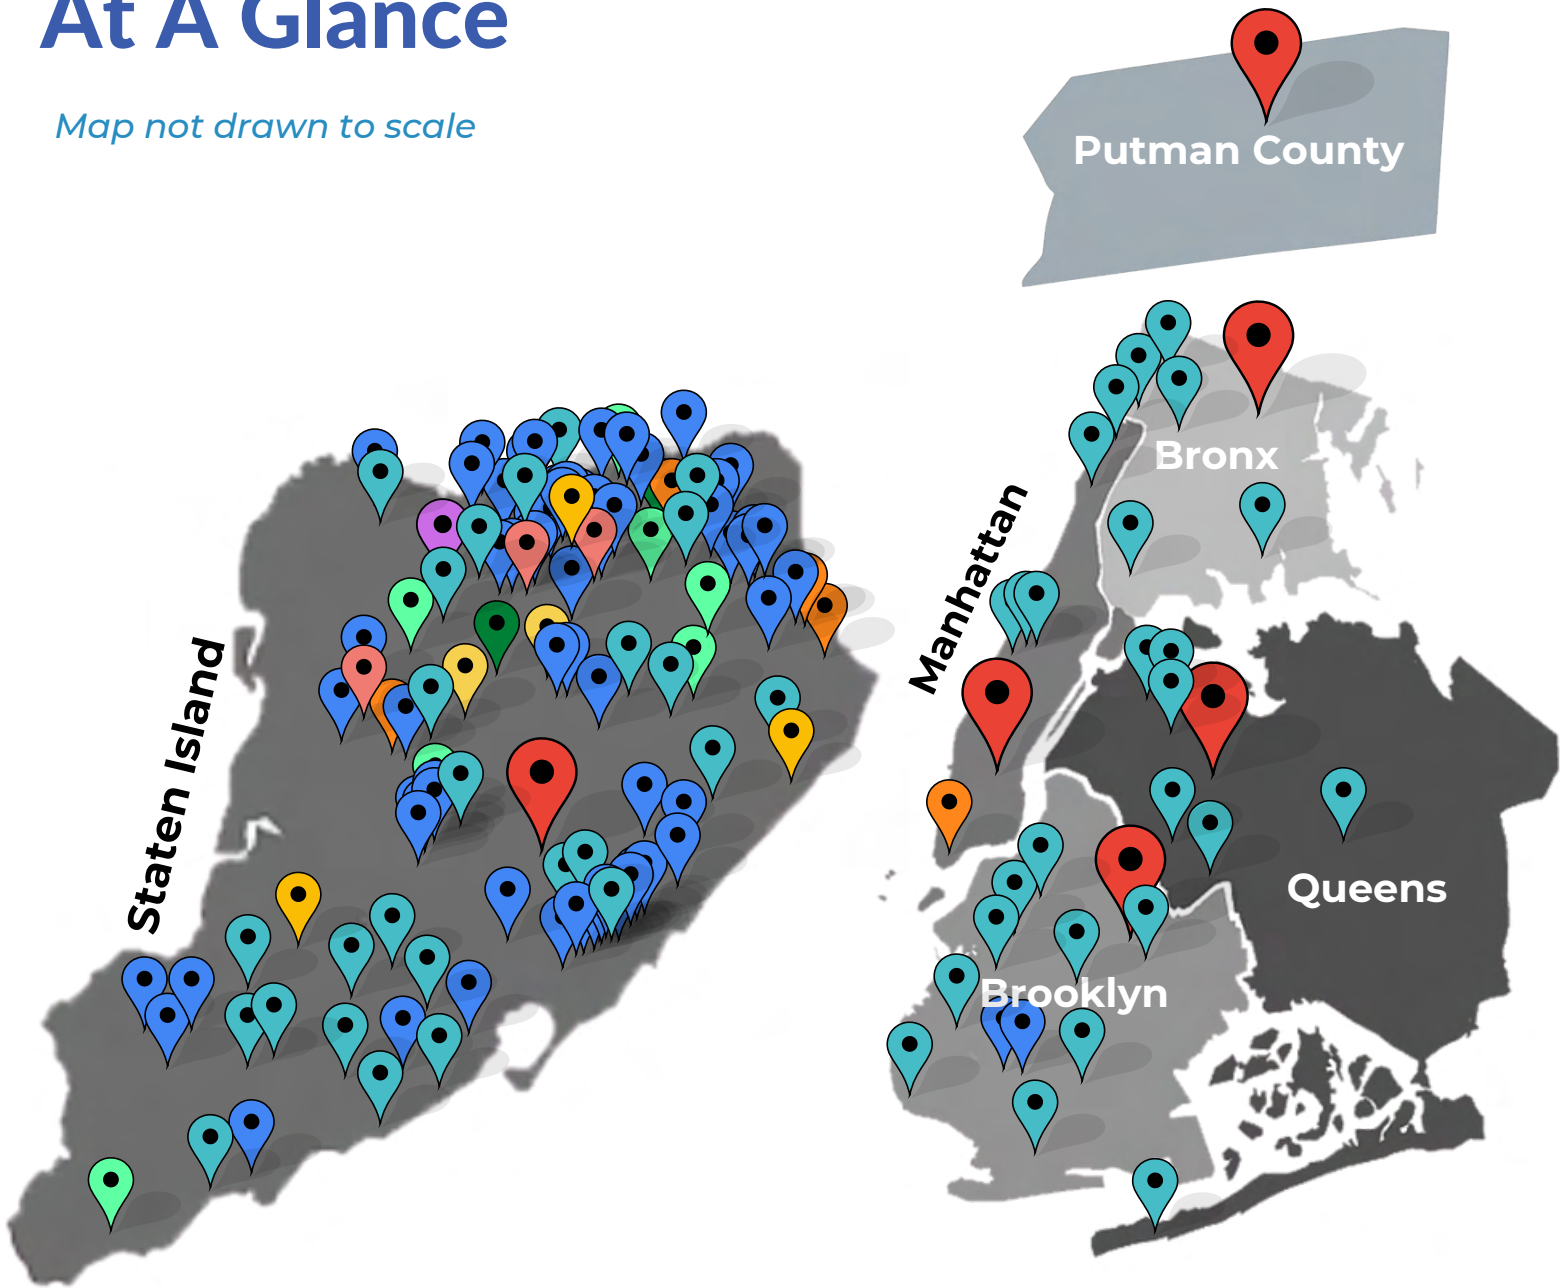 At A Glance
Map not drawn to scale
Putman County
Bronx
Manhattan
Staten Island
Queens
Brooklyn